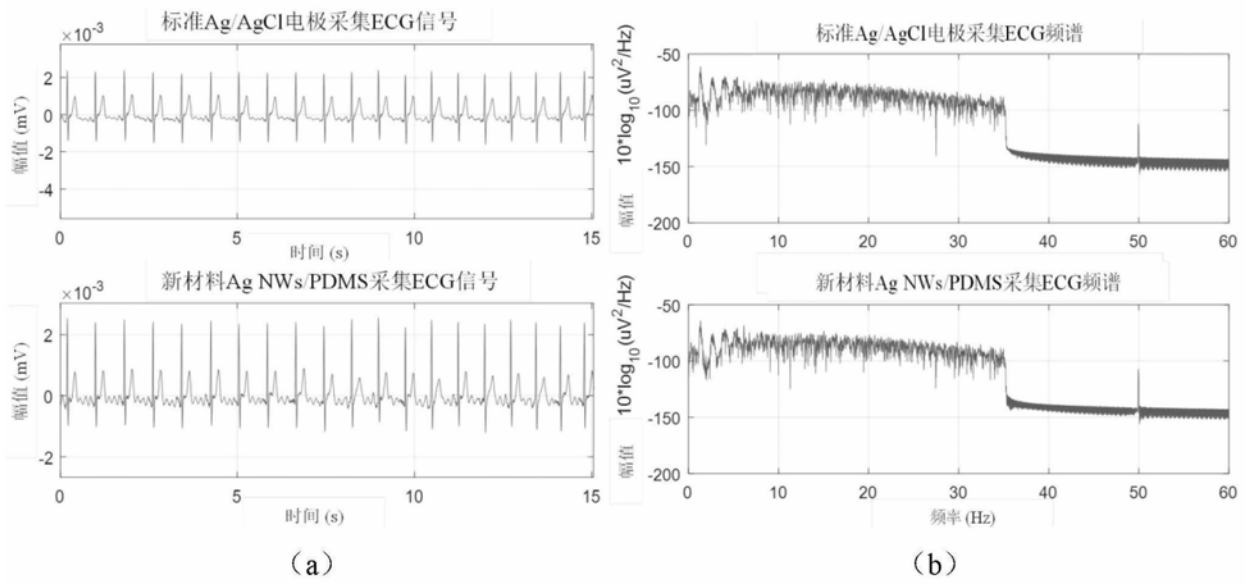 标准Ag/AgCl电极采集ECG信号
×10⁻³
2
0
-2
-4
幅值 (mV)
0 5 10 15
时间 (s)
新材料Ag NWs/PDMS采集ECG信号
×10⁻³
2
0
-2
幅值 (mV)
0 5 10 15
时间 (s)
(a)
标准Ag/AgCl电极采集ECG频谱
-50
-100
-150
-200
幅值 10*log₁₀(uV²/Hz)
0 10 20 30 40 50 60
新材料Ag NWs/PDMS采集ECG频谱
-50
-100
-150
-200
幅值 10*log₁₀(uV²/Hz)
0 10 20 30 40 50 60
频率 (Hz)
(b)